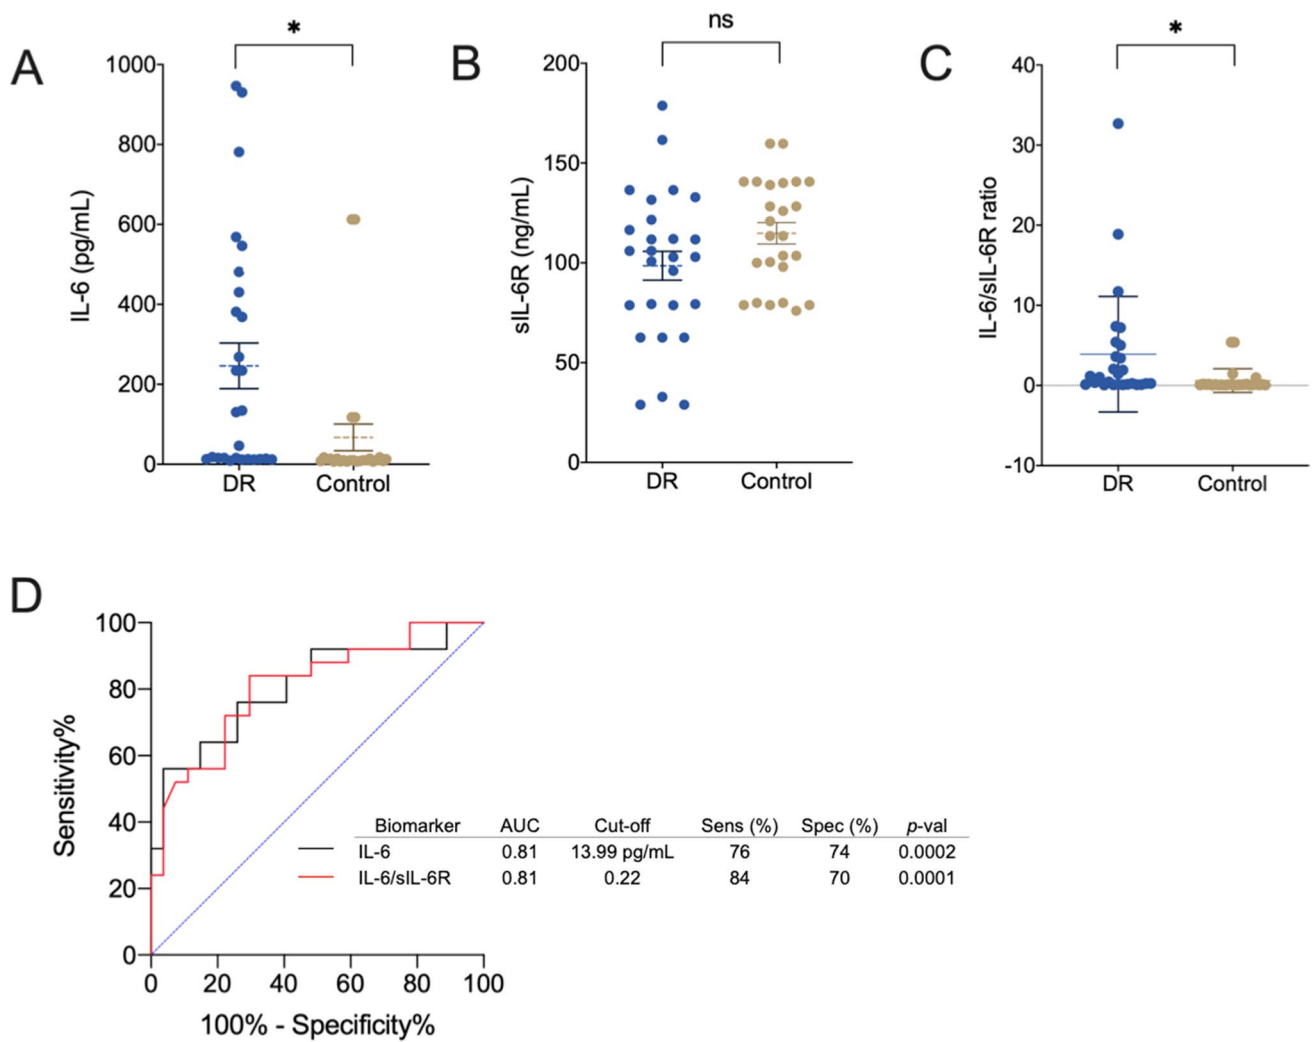 A
*
IL-6 (pg/mL)
1000
800
600
400
200
0
DR Control
B
ns
sIL-6R (ng/mL)
200
150
100
50
0
DR Control
C
*
IL-6/sIL-6R ratio
40
30
20
10
0
-10
DR Control
D
Sensitivity%
100
80
60
40
20
0
0 20 40 60 80 100
100% - Specificity%
Biomarker AUC Cut-off Sens (%) Spec (%) p-val
IL-6 0.81 13.99 pg/mL 76 74 0.0002
IL-6/sIL-6R 0.81 0.22 84 70 0.0001